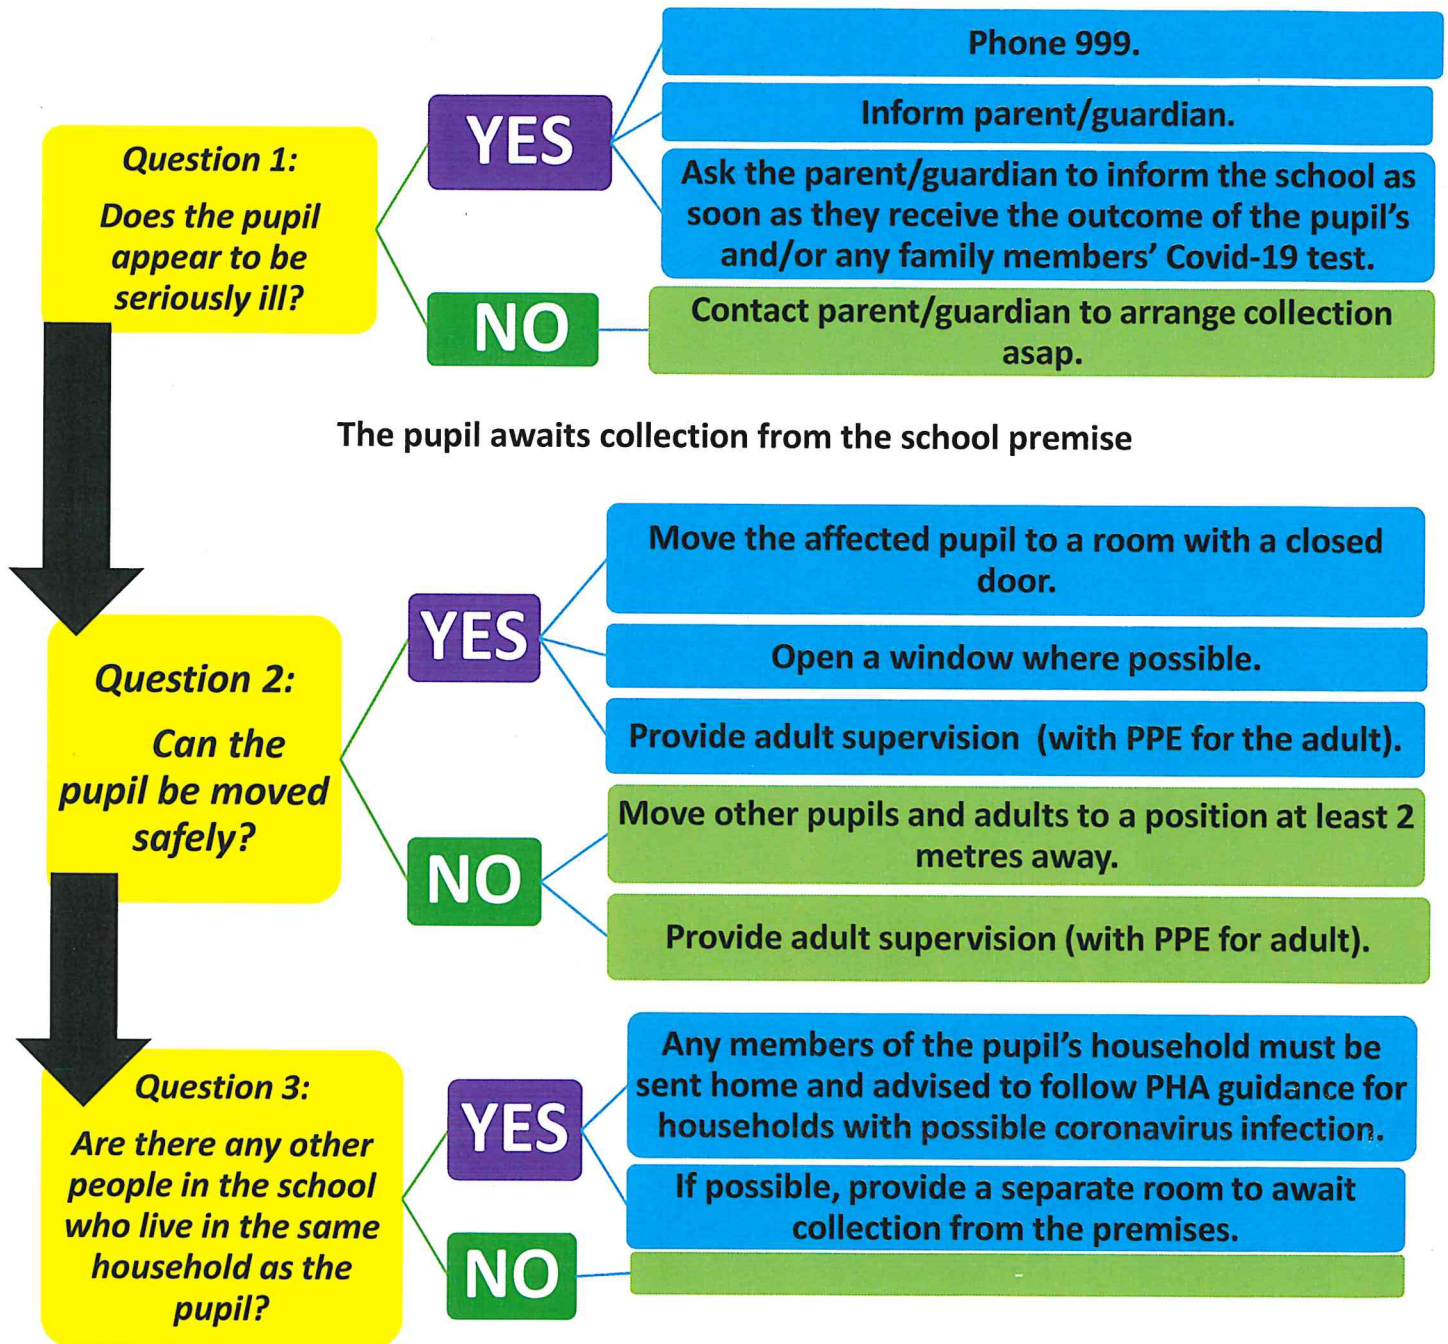 Question 1:
Does the pupil
appear to be
seriously ill?
YES
Phone 999.
Inform parent/guardian.
Ask the parent/guardian to inform the school as
soon as they receive the outcome of the pupil's
and/or any family members' Covid-19 test.
NO
Contact parent/guardian to arrange collection
asap.
The pupil awaits collection from the school premise
Question 2:
Can the
pupil be moved
safely?
YES
Move the affected pupil to a room with a closed
door.
Open a window where possible.
Provide adult supervision (with PPE for the adult).
NO
Move other pupils and adults to a position at least 2
metres away.
Provide adult supervision (with PPE for adult).
Question 3:
Are there any other
people in the school
who live in the same
household as the
pupil?
YES
Any members of the pupil's household must be
sent home and advised to follow PHA guidance for
households with possible coronavirus infection.
If possible, provide a separate room to await
collection from the premises.
NO
-